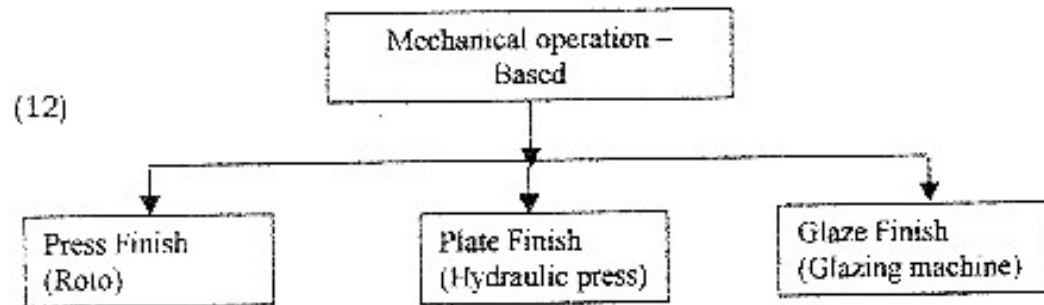 Mechanical operation –
Based
(12)
Press Finish
(Roto)
Plate Finish
(Hydraulic press)
Glaze Finish
(Glazing machine)